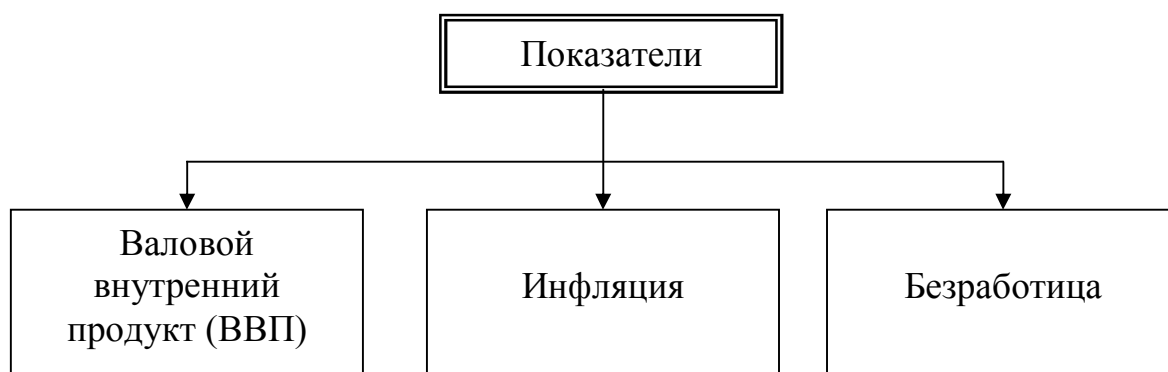 Показатели
Валовой
внутренний
продукт (ВВП)
Инфляция
Безработица